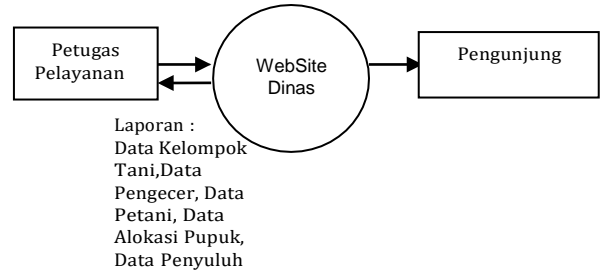 Petugas
Pelayanan
WebSite
Dinas
Pengunjung
Laporan :
Data Kelompok
Tani,Data
Pengecer, Data
Petani, Data
Alokasi Pupuk,
Data Penyuluh